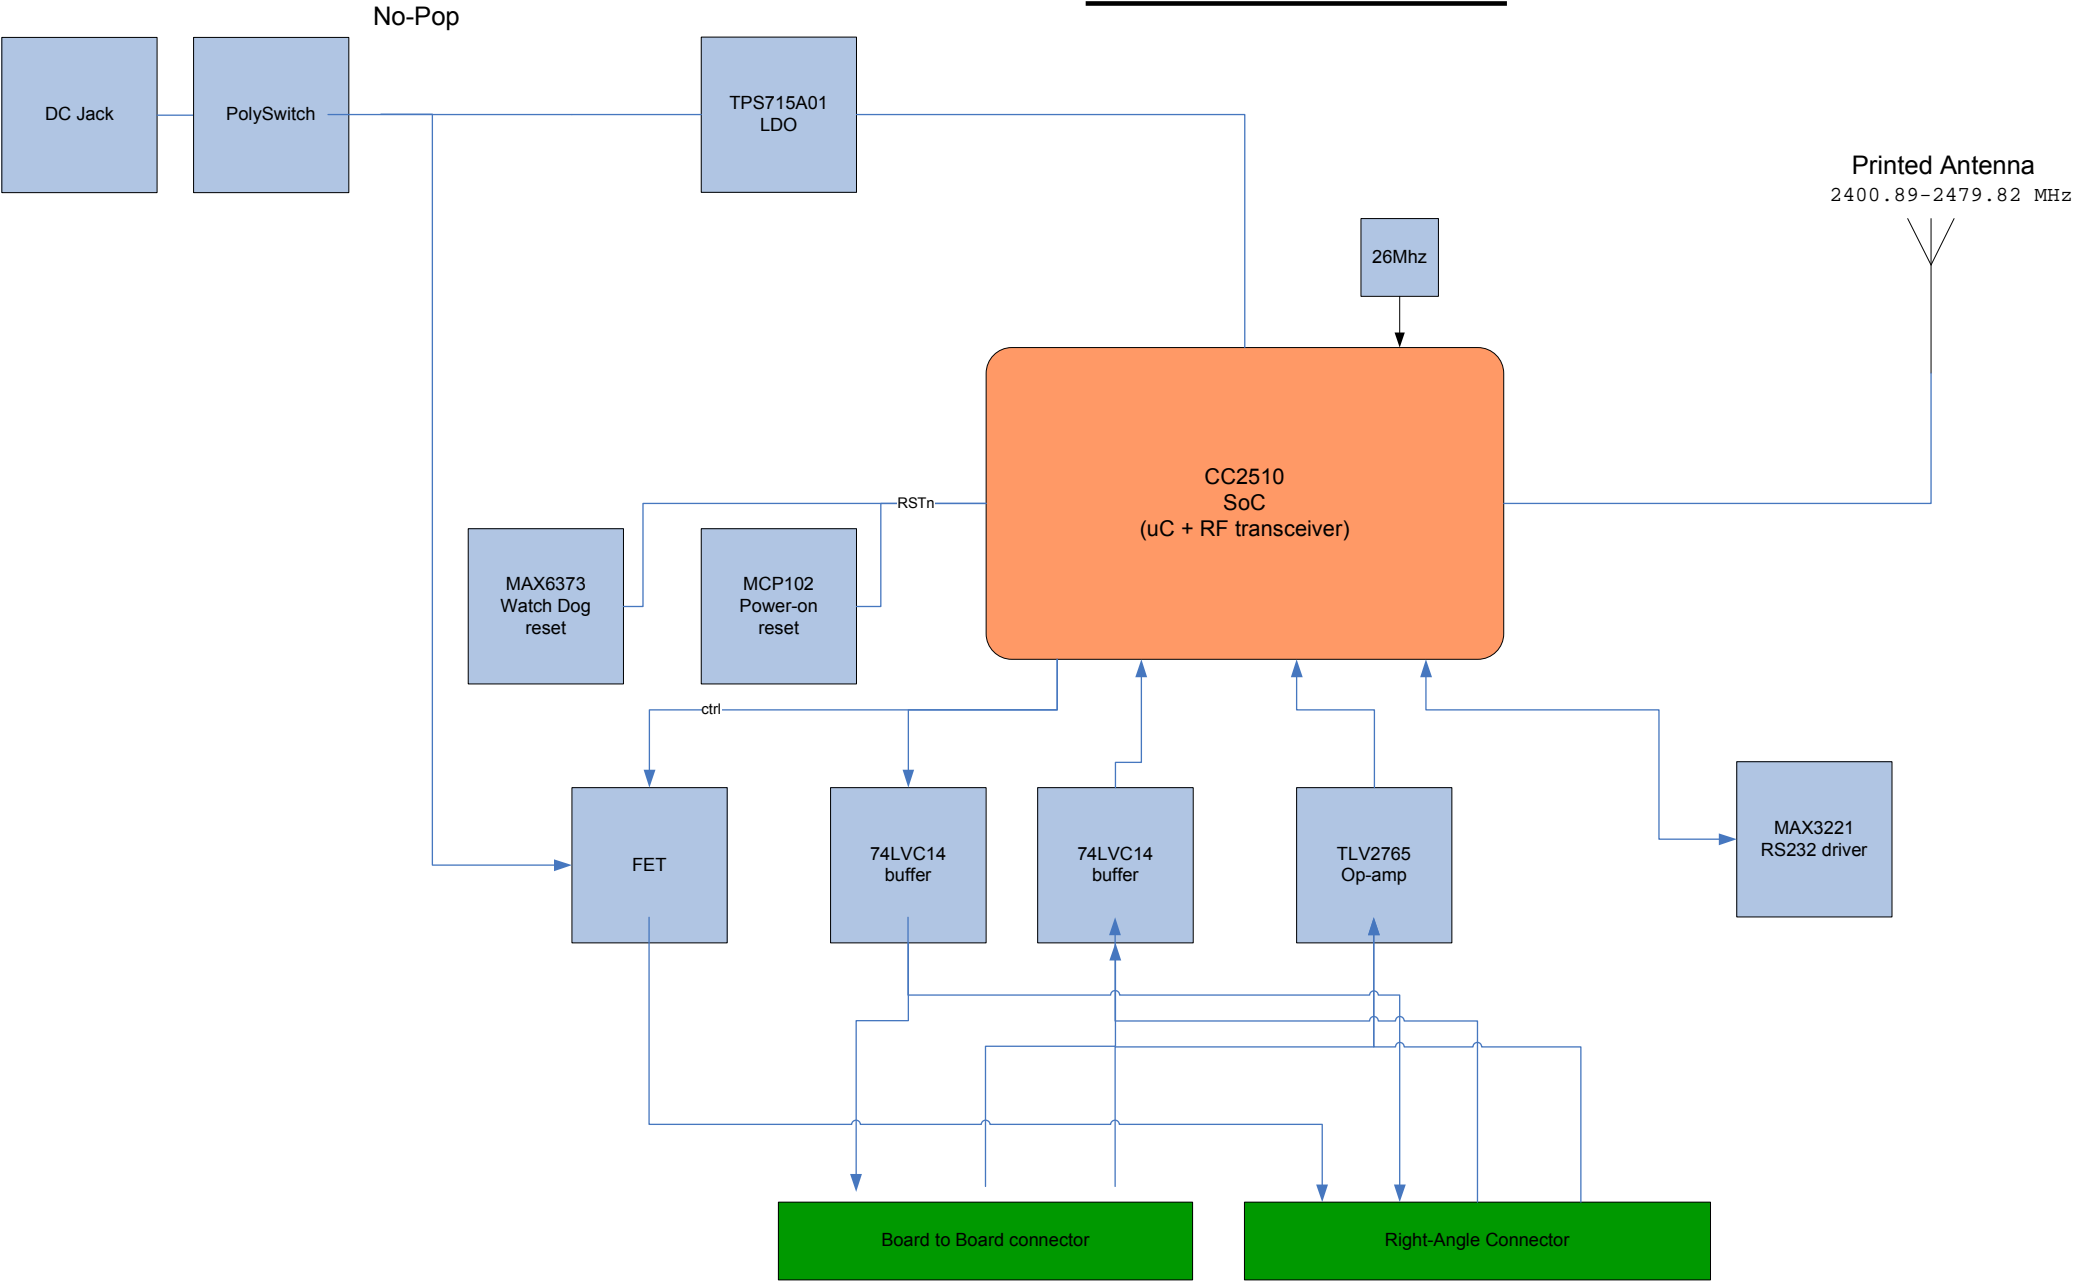 No-Pop
DC Jack
PolySwitch
TPS715A01
LDO
Printed Antenna
2400.89-2479.82 MHz
26Mhz
CC2510
SoC
(uC + RF transceiver)
RSTn
MAX6373
Watch Dog
reset
MCP102
Power-on
reset
ctrl
FET
74LVC14
buffer
74LVC14
buffer
TLV2765
Op-amp
MAX3221
RS232 driver
Board to Board connector
Right-Angle Connector